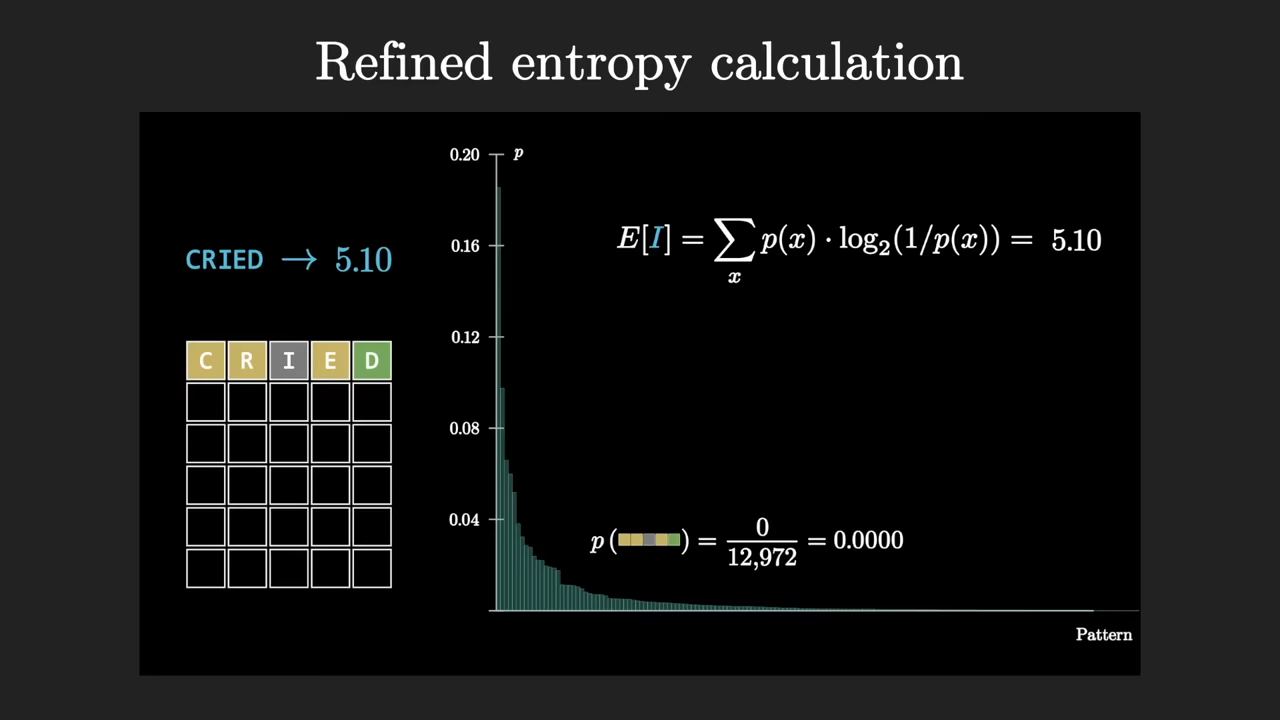 Refined entropy calculation
0.20 p
E[I] = ∑ p(x) · log₂(1/p(x)) = 5.10
x
0.16
CRIED → 5.10
0.12
C R I E D
0.08
0.04
p( ) = 0/12,972 = 0.0000
Pattern